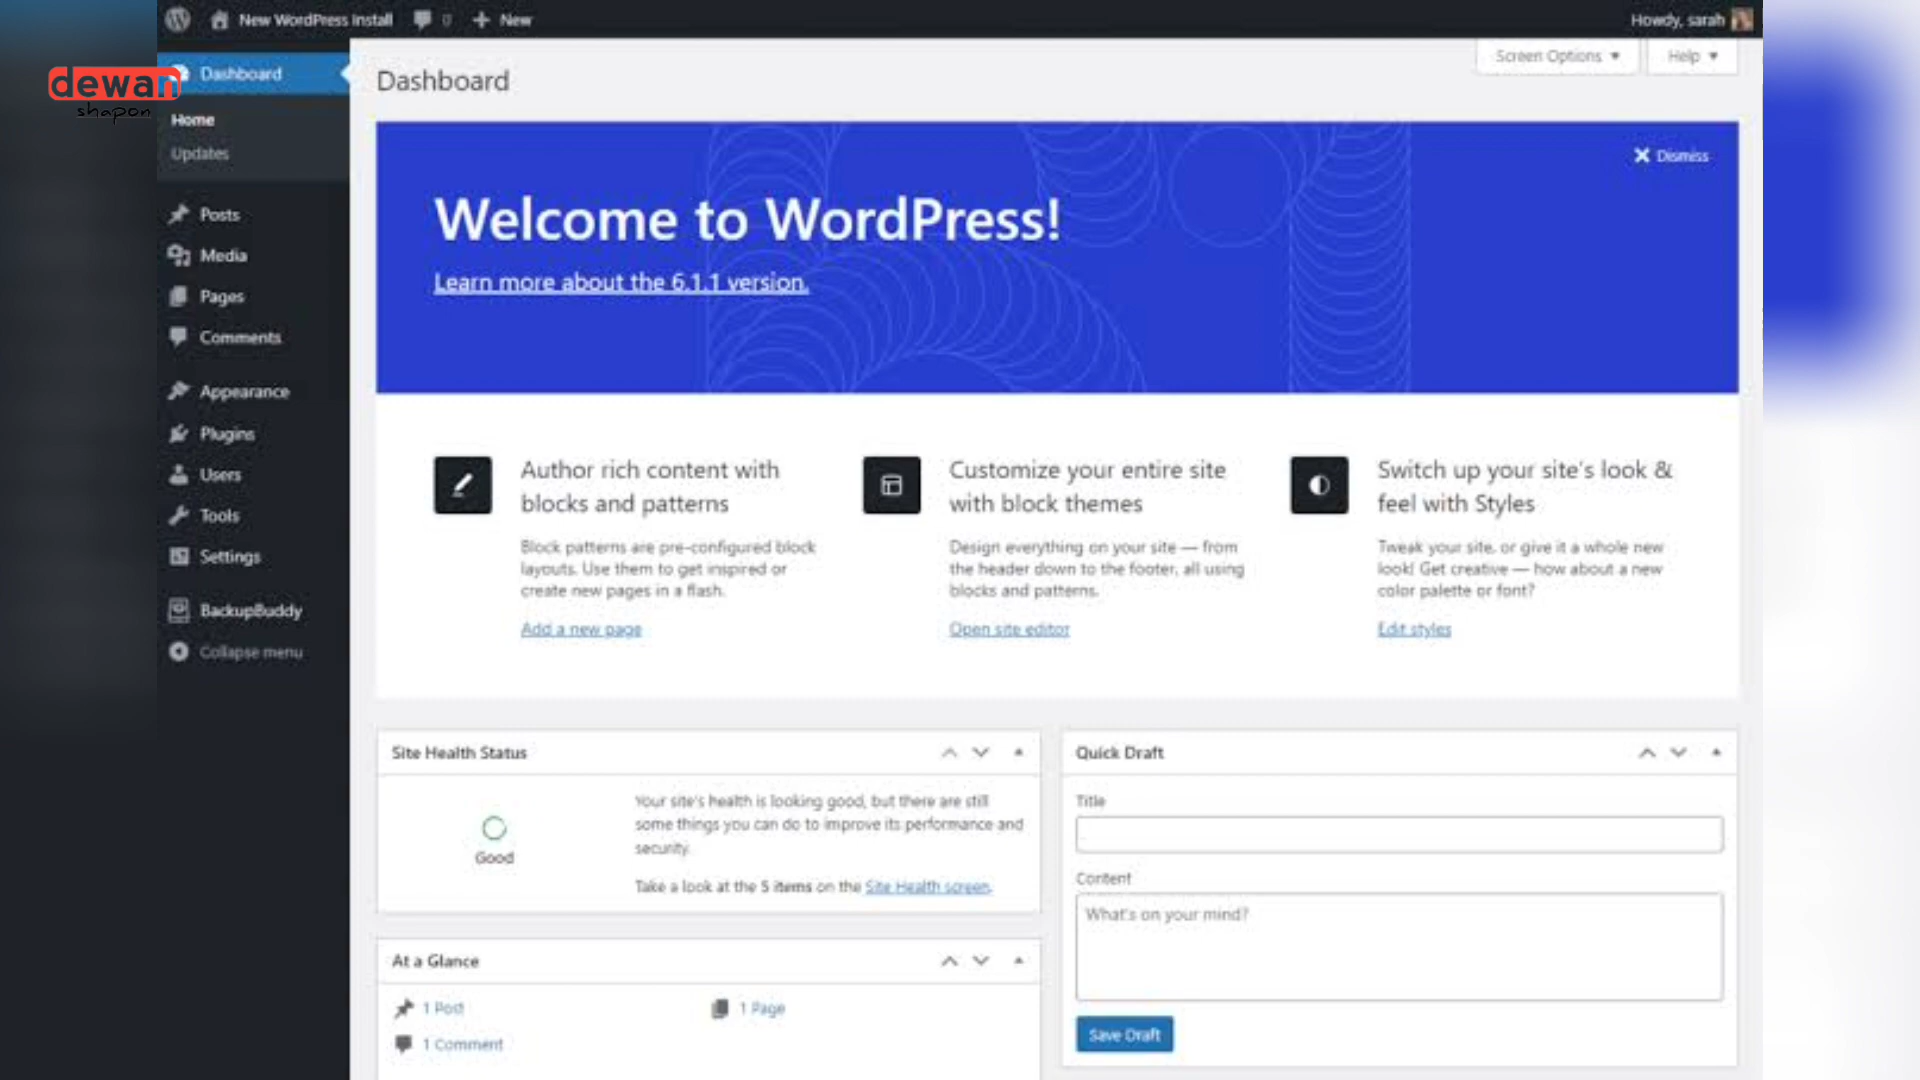 New WordPress Install 0 New
Howdy, sarah
dewan
shapon
Dashboard
Home
Updates
Posts
Media
Pages
Comments
Appearance
Plugins
Users
Tools
Settings
BackupBuddy
Collapse menu
Screen Options
Help
Dashboard
Dismiss
Welcome to WordPress!
Learn more about the 6.1.1 version.
Author rich content with
blocks and patterns
Block patterns are pre-configured block
layouts. Use them to get inspired or
create new pages in a flash.
Add a new page
Customize your entire site
with block themes
Design everything on your site — from
the header down to the footer, all using
blocks and patterns.
Open site editor
Switch up your site's look &
feel with Styles
Tweak your site, or give it a whole new
look! Get creative — how about a new
color palette or font?
Edit styles
Site Health Status
Good
Your site's health is looking good, but there are still
some things you can do to improve its performance and
security.
Take a look at the 5 items on the Site Health screen.
At a Glance
1 Post
1 Page
1 Comment
Quick Draft
Title
Content
What's on your mind?
Save Draft